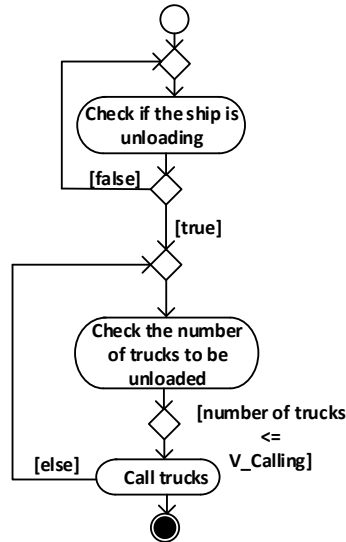 Check if the ship is
unloading
[false]
[true]
Check the number
of trucks to be
unloaded
[number of trucks
<=
V_Calling]
[else]
Call trucks